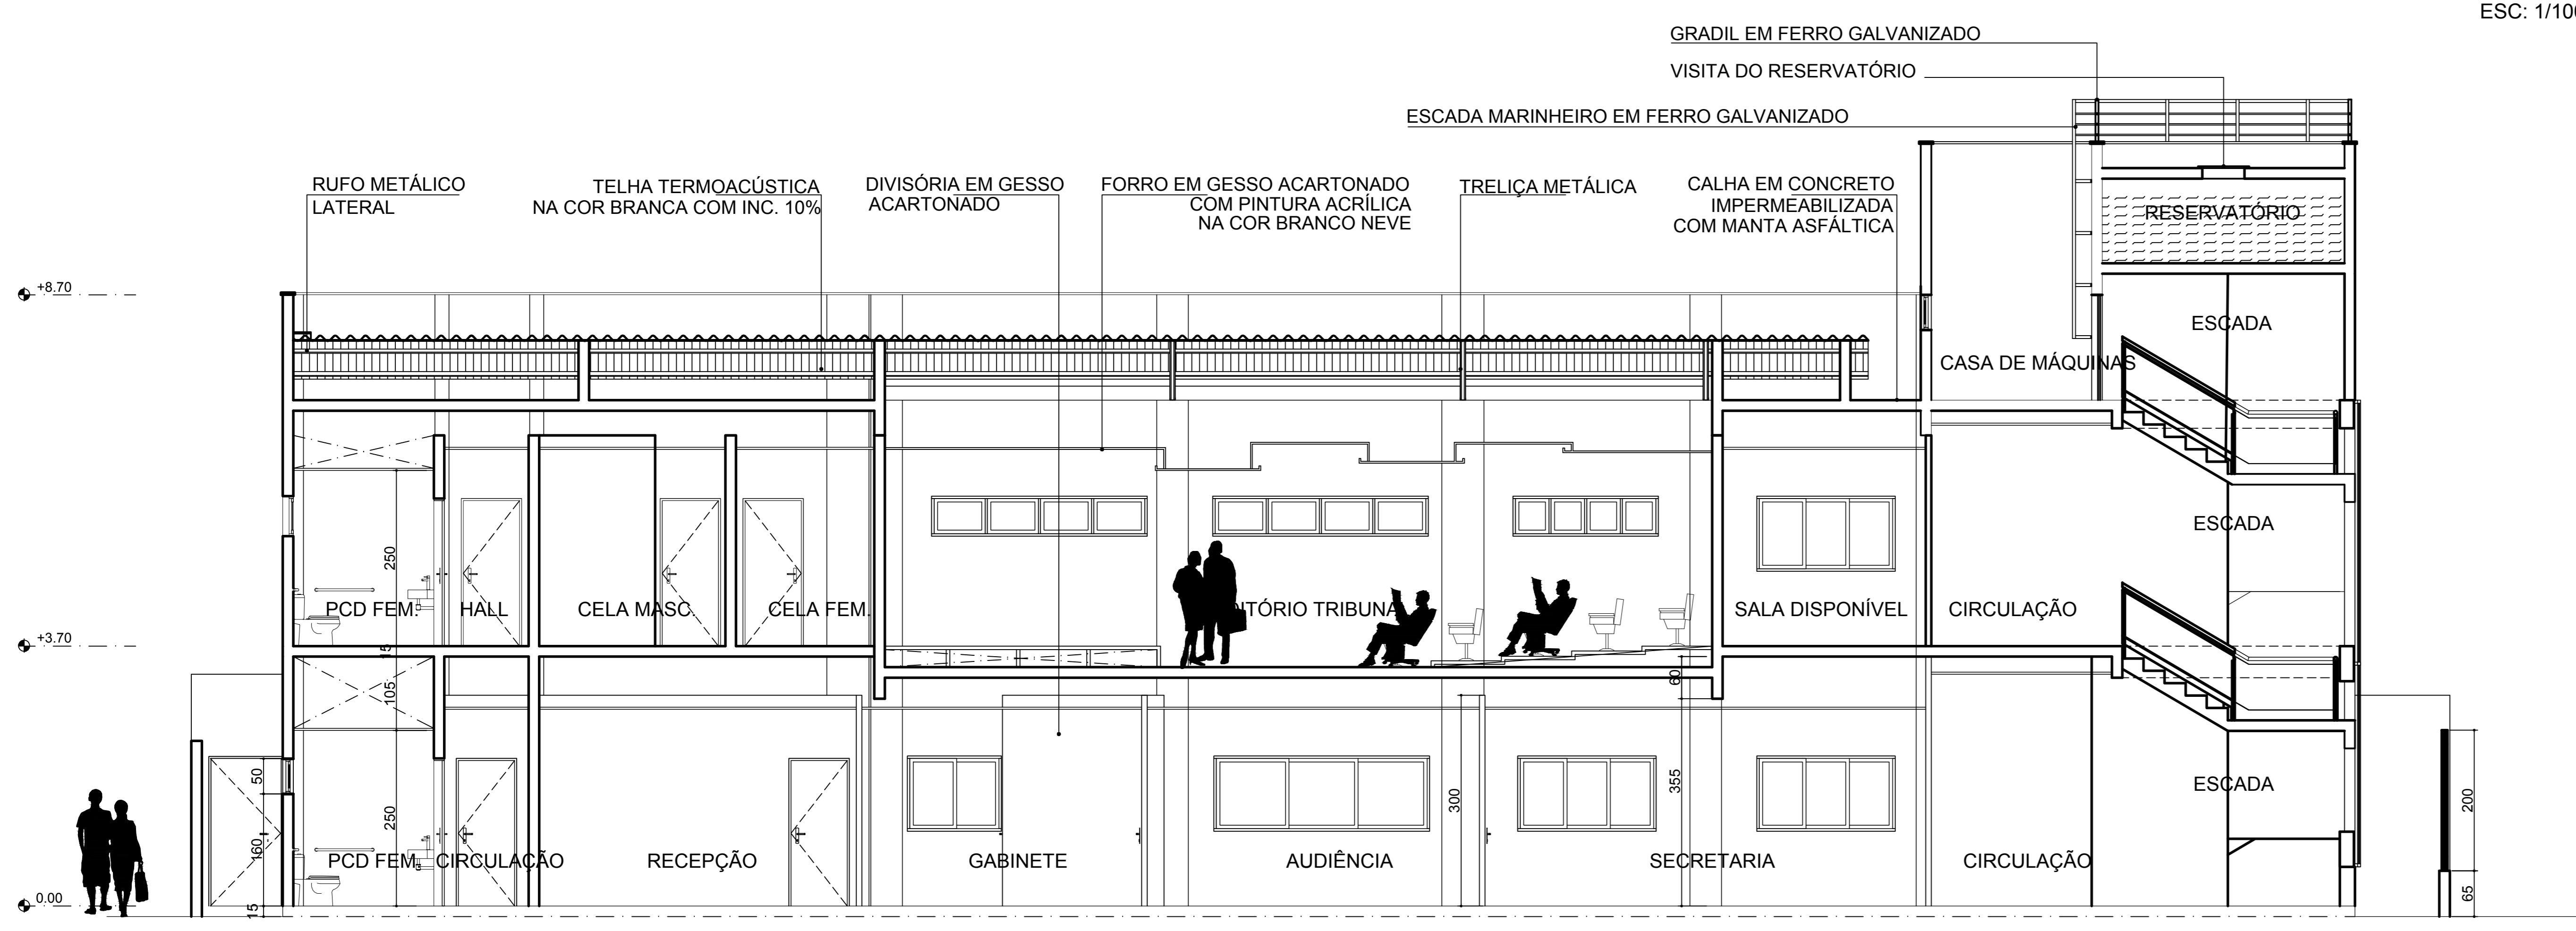 ESC: 1/100
GRADIL EM FERRO GALVANIZADO
VISITA DO RESERVATÓRIO
ESCADA MARINHEIRO EM FERRO GALVANIZADO
RUFO METÁLICO
LATERAL
TELHA TERMOACÚSTICA
NA COR BRANCA COM INC. 10%
DIVISÓRIA EM GESSO
ACARTONADO
FORRO EM GESSO ACARTONADO
COM PINTURA ACRÍLICA
NA COR BRANCO NEVE
TRELIÇA METÁLICA
CALHA EM CONCRETO
IMPERMEABILIZADA
COM MANTA ASFÁLTICA
RESERVATÓRIO
+8.70
ESCADA
CASA DE MÁQUINAS
ESCADA
250
PCD FEM.
HALL
CELA MASC.
CELA FEM.
ITÓRIO TRIBUNA
SALA DISPONÍVEL
CIRCULAÇÃO
+3.70
15
105
60
50
250
160
300
355
ESCADA
200
PCD FEM.
CIRCULAÇÃO
RECEPÇÃO
GABINETE
AUDIÊNCIA
SECRETARIA
CIRCULAÇÃO
0.00
15
65